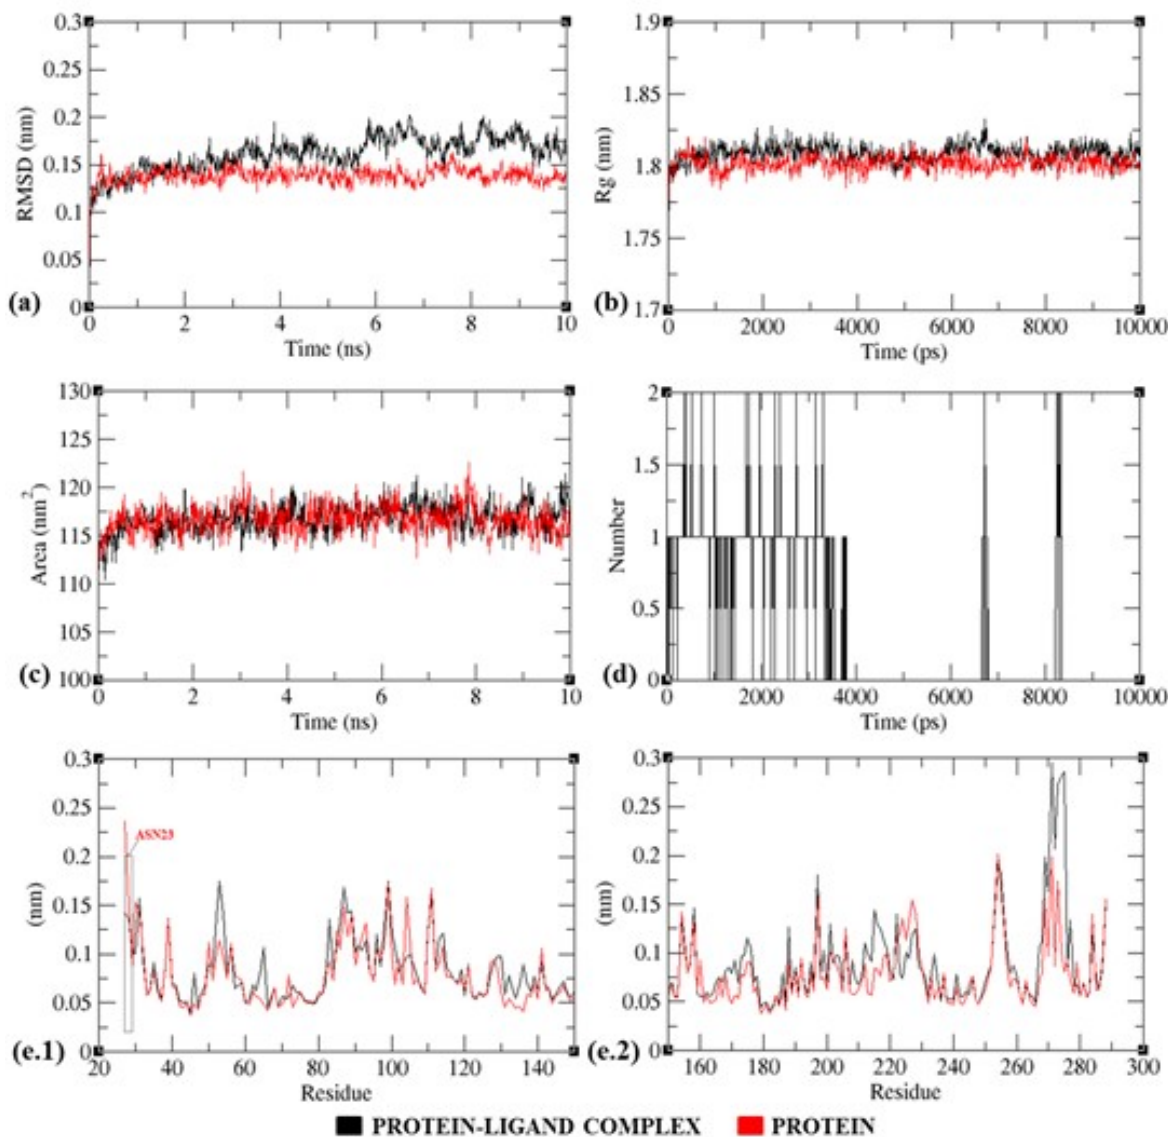 0.3
0.25
0.2
0.15
0.1
0.05
0
RMSD (nm)
(a)
0 2 4 6 8 10
Time (ns)
1.9
1.85
1.8
1.75
1.7
Rg (nm)
(b)
0 2000 4000 6000 8000 10000
Time (ps)
130
125
120
115
110
105
100
Area (nm²)
(c)
0 2 4 6 8 10
Time (ns)
2
1.5
1
0.5
0
Number
(d)
0 2000 4000 6000 8000 10000
Time (ps)
0.3
0.25
0.2
0.15
0.1
0.05
0
(nm)
ASN25
(e.1)
20 40 60 80 100 120 140
Residue
0.3
0.25
0.2
0.15
0.1
0.05
0
(nm)
(e.2)
160 180 200 220 240 260 280 300
Residue
PROTEIN-LIGAND COMPLEX PROTEIN